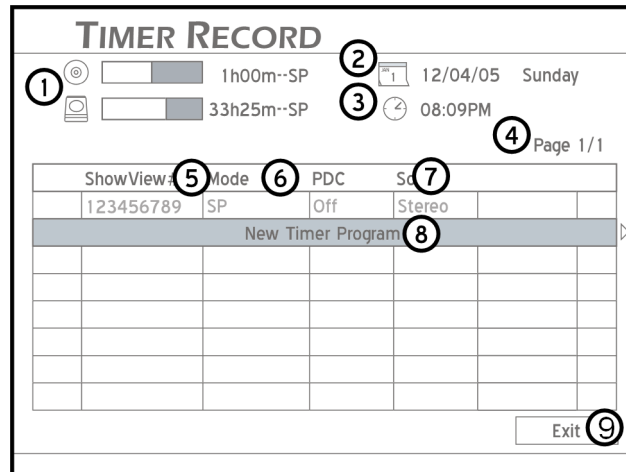 TIMER RECORD
1 1h00m--SP 2 12/04/05 Sunday
33h25m--SP 3 08:09PM
4 Page 1/1
ShowView# 5 Mode 6 PDC 7
123456789 SP Off Stereo
New Timer Program 8
Exit 9